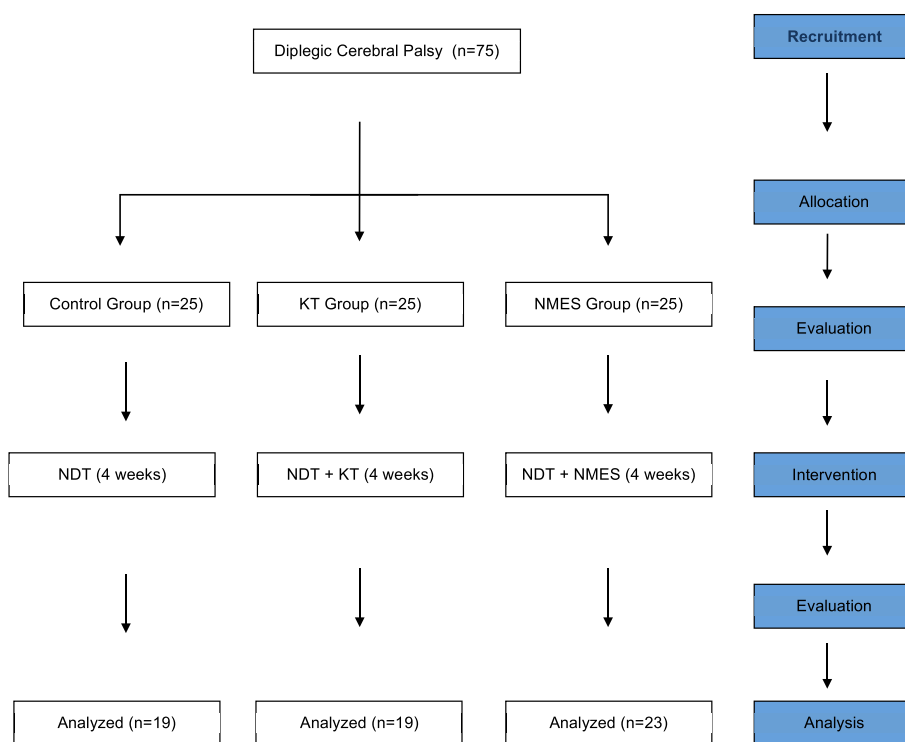 Diplegic Cerebral Palsy (n=75)
Recruitment
Allocation
Control Group (n=25)
KT Group (n=25)
NMES Group (n=25)
Evaluation
NDT (4 weeks)
NDT + KT (4 weeks)
NDT + NMES (4 weeks)
Intervention
Evaluation
Analyzed (n=19)
Analyzed (n=19)
Analyzed (n=23)
Analysis